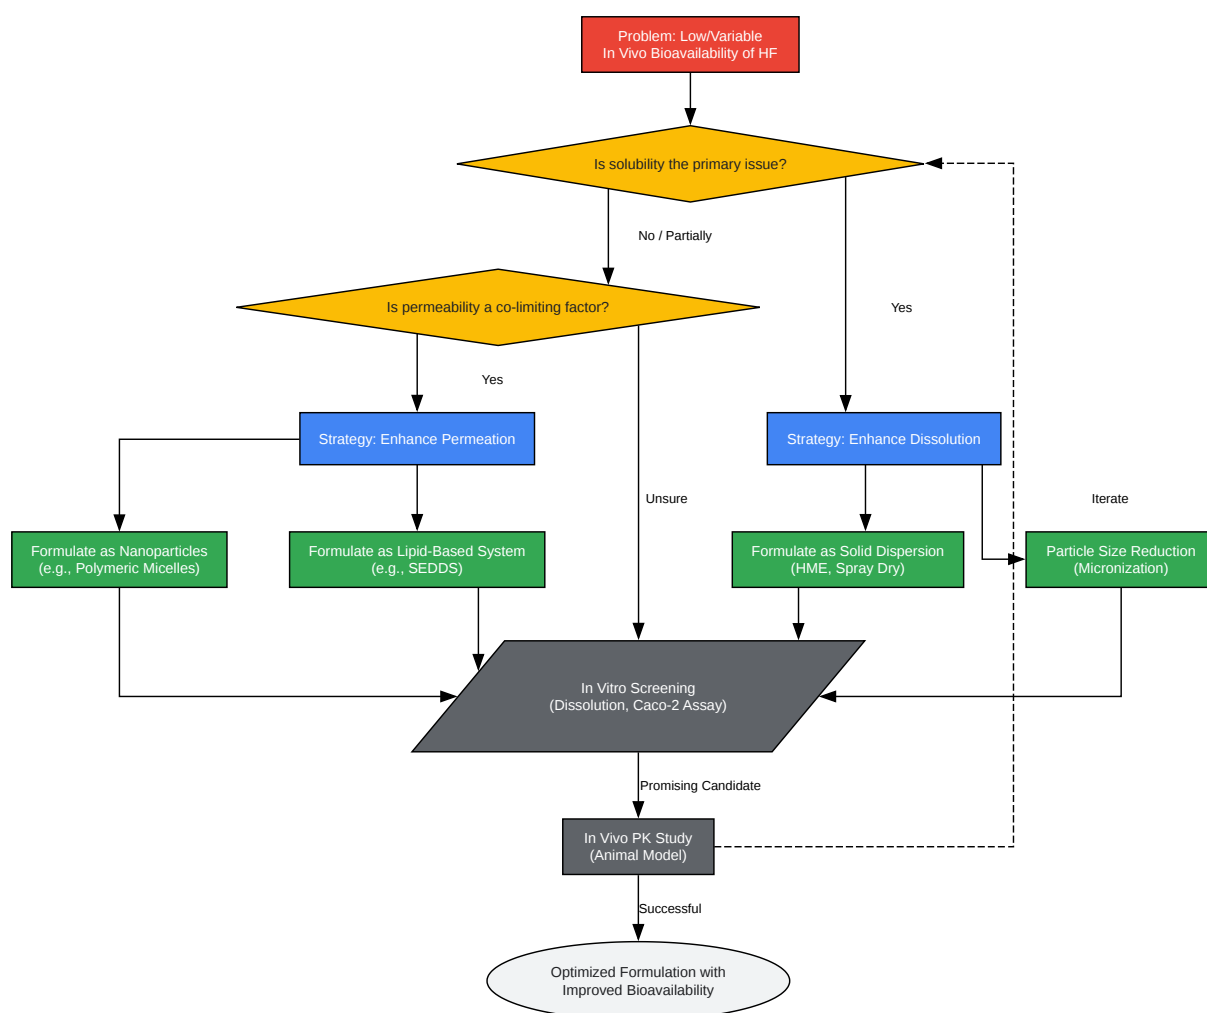 Problem: Low/Variable
In Vivo Bioavailability of HF
Is solubility the primary issue?
No / Partially
Is permeability a co-limiting factor?
Yes
Yes
Strategy: Enhance Permeation
Strategy: Enhance Dissolution
Unsure
Iterate
Formulate as Nanoparticles
(e.g., Polymeric Micelles)
Formulate as Lipid-Based System
(e.g., SEDDS)
Formulate as Solid Dispersion
(HME, Spray Dry)
Particle Size Reduction
(Micronization)
In Vitro Screening
(Dissolution, Caco-2 Assay)
Promising Candidate
In Vivo PK Study
(Animal Model)
Successful
Optimized Formulation with
Improved Bioavailability